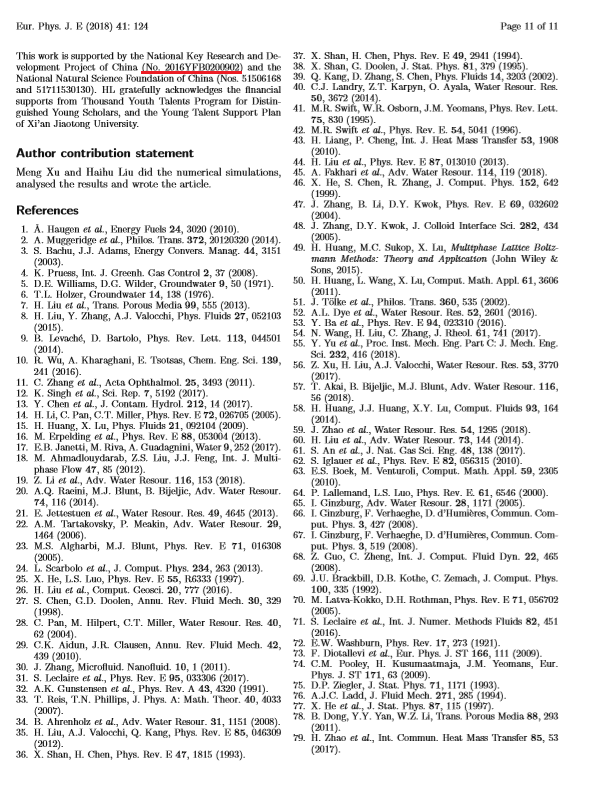 Eur. Phys. J. E (2018) 41: 124
Page 11 of 11
This work is supported by the National Key Research and De-
velopment Project of China (No. 2016YFB0200902) and the
National Natural Science Foundation of China (Nos. 51506168
and 51711530130). HL gratefully acknowledges the financial
supports from Thousand Youth Talents Program for Distin-
guished Young Scholars, and the Young Talent Support Plan
of Xi'an Jiaotong University.
Author contribution statement
Meng Xu and Haihu Liu did the numerical simulations,
analysed the results and wrote the article.
References
1. Å. Haugen et al., Energy Fuels 24, 3020 (2010).
2. A. Muggeridge et al., Philos. Trans. 372, 20120320 (2014).
3. S. Bachu, J.J. Adams, Energy Convers. Manag. 44, 3151
(2003).
4. K. Pruess, Int. J. Greenh. Gas Control 2, 37 (2008).
5. D.E. Williams, D.G. Wilder, Groundwater 9, 50 (1971).
6. T.L. Holzer, Groundwater 14, 138 (1976).
7. H. Liu et al., Trans. Porous Media 99, 555 (2013).
8. H. Liu, Y. Zhang, A.J. Valocchi, Phys. Fluids 27, 052103
(2015).
9. B. Levaché, D. Bartolo, Phys. Rev. Lett. 113, 044501
(2014).
10. R. Wu, A. Kharaghani, E. Tsotsas, Chem. Eng. Sci. 139,
241 (2016).
11. C. Zhang et al., Acta Ophthalmol. 25, 3493 (2011).
12. K. Singh et al., Sci. Rep. 7, 5192 (2017).
13. Y. Chen et al., J. Contam. Hydrol. 212, 14 (2017).
14. H. Li, C. Pan, C.T. Miller, Phys. Rev. E 72, 026705 (2005).
15. H. Huang, X. Lu, Phys. Fluids 21, 092104 (2009).
16. M. Erpelding et al., Phys. Rev. E 88, 053004 (2013).
17. E.B. Janetti, M. Riva, A. Guadagnini, Water 9, 252 (2017).
18. M. Ahmadlouydarab, Z.S. Liu, J.J. Feng, Int. J. Multi-
phase Flow 47, 85 (2012).
19. Z. Li et al., Adv. Water Resour. 116, 153 (2018).
20. A.Q. Raeini, M.J. Blunt, B. Bijeljic, Adv. Water Resour.
74, 116 (2014).
21. E. Jettestuen et al., Water Resour. Res. 49, 4645 (2013).
22. A.M. Tartakovsky, P. Meakin, Adv. Water Resour. 29,
1464 (2006).
23. M.S. Algharbi, M.J. Blunt, Phys. Rev. E 71, 016308
(2005).
24. L. Scarbolo et al., J. Comput. Phys. 234, 263 (2013).
25. X. He, L.S. Luo, Phys. Rev. E 55, R6333 (1997).
26. H. Liu et al., Comput. Geosci. 20, 777 (2016).
27. S. Chen, G.D. Doolen, Annu. Rev. Fluid Mech. 30, 329
(1998).
28. C. Pan, M. Hilpert, C.T. Miller, Water Resour. Res. 40,
62 (2004).
29. C.K. Aidun, J.R. Clausen, Annu. Rev. Fluid Mech. 42,
439 (2010).
30. J. Zhang, Microfluid. Nanofluid. 10, 1 (2011).
31. S. Leclaire et al., Phys. Rev. E 95, 033306 (2017).
32. A.K. Gunstensen et al., Phys. Rev. A 43, 4320 (1991).
33. T. Reis, T.N. Phillips, J. Phys. A: Math. Theor. 40, 4033
(2007).
34. B. Ahrenholz et al., Adv. Water Resour. 31, 1151 (2008).
35. H. Liu, A.J. Valocchi, Q. Kang, Phys. Rev. E 85, 046309
(2012).
36. X. Shan, H. Chen, Phys. Rev. E 47, 1815 (1993).
37. X. Shan, H. Chen, Phys. Rev. E 49, 2941 (1994).
38. X. Shan, G. Doolen, J. Stat. Phys. 81, 379 (1995).
39. Q. Kang, D. Zhang, S. Chen, Phys. Fluids 14, 3203 (2002).
40. C.J. Landry, Z.T. Karpyn, O. Ayala, Water Resour. Res.
50, 3672 (2014).
41. M.R. Swift, W.R. Osborn, J.M. Yeomans, Phys. Rev. Lett.
75, 830 (1995).
42. M.R. Swift et al., Phys. Rev. E. 54, 5041 (1996).
43. H. Liang, P. Cheng, Int. J. Heat Mass Transfer 53, 1908
(2010).
44. H. Liu et al., Phys. Rev. E 87, 013010 (2013).
45. A. Fakhari et al., Adv. Water Resour. 114, 119 (2018).
46. X. He, S. Chen, R. Zhang, J. Comput. Phys. 152, 642
(1999).
47. J. Zhang, B. Li, D.Y. Kwok, Phys. Rev. E 69, 032602
(2004).
48. J. Zhang, D.Y. Kwok, J. Colloid Interface Sci. 282, 434
(2005).
49. H. Huang, M.C. Sukop, X. Lu, Multiphase Lattice Boltz-
mann Methods: Theory and Application (John Wiley &
Sons, 2015).
50. H. Huang, L. Wang, X. Lu, Comput. Math. Appl. 61, 3606
(2011).
51. J. Tölke, Philos. Trans. 360, 535 (2002).
52. A.L. Dye et al., Water Resour. Res. 52, 2601 (2016).
53. Y. Ba et al., Phys. Rev. E 94, 023310 (2016).
54. N. Wang, H. Liu, C. Zhang, J. Rheol. 61, 741 (2017).
55. Y. Yu et al., Proc. Inst. Mech. Eng. Part C: J. Mech. Eng.
Sci. 232, 416 (2018).
56. Z. Xu, H. Liu, A.J. Valocchi, Water Resour. Res. 53, 3770
(2017).
57. T. Akai, B. Bijeljic, M.J. Blunt, Adv. Water Resour. 116,
56 (2018).
58. H. Huang, J.J. Huang, X.Y. Lu, Comput. Fluids 93, 164
(2014).
59. J. Zhao et al., Water Resour. Res. 54, 1295 (2018).
60. H. Liu et al., Adv. Water Resour. 73, 144 (2014).
61. S. An et al., J. Nat. Gas Sci. Eng. 48, 138 (2017).
62. S. Iglauer et al., Phys. Rev. E 82, 056315 (2010).
63. E.S. Boek, M. Venturoli, Comput. Math. Appl. 59, 2305
(2010).
64. P. Lallemand, L.S. Luo, Phys. Rev. E. 61, 6546 (2000).
65. I. Ginzburg, Adv. Water Resour. 28, 1171 (2005).
66. I. Ginzburg, F. Verhaeghe, D. d'Humières, Commun. Com-
put. Phys. 3, 427 (2008).
67. I. Ginzburg, F. Verhaeghe, D. d'Humières, Commun. Com-
put. Phys. 3, 519 (2008).
68. Z. Guo, C. Zheng, Int. J. Comput. Fluid Dyn. 22, 465
(2008).
69. J.U. Brackbill, D.B. Kothe, C. Zemach, J. Comput. Phys.
100, 335 (1992).
70. M. Latva-Kokko, D.H. Rothman, Phys. Rev. E 71, 056702
(2005).
71. S. Leclaire et al., Int. J. Numer. Methods Fluids 82, 451
(2016).
72. E.W. Washburn, Phys. Rev. 17, 273 (1921).
73. F. Diotallevi et al., Eur. Phys. J. ST 166, 111 (2009).
74. C.M. Pooley, H. Kusumaatmaja, J.M. Yeomans, Eur.
Phys. J. ST 171, 63 (2009).
75. D.P. Ziegler, J. Stat. Phys. 71, 1171 (1993).
76. A.J.C. Ladd, J. Fluid Mech. 271, 285 (1994).
77. X. He et al., J. Stat. Phys. 87, 115 (1997).
78. B. Dong, Y.Y. Yan, W.Z. Li, Trans. Porous Media 88, 293
(2011).
79. H. Zhao et al., Int. Commun. Heat Mass Transfer 85, 53
(2017).